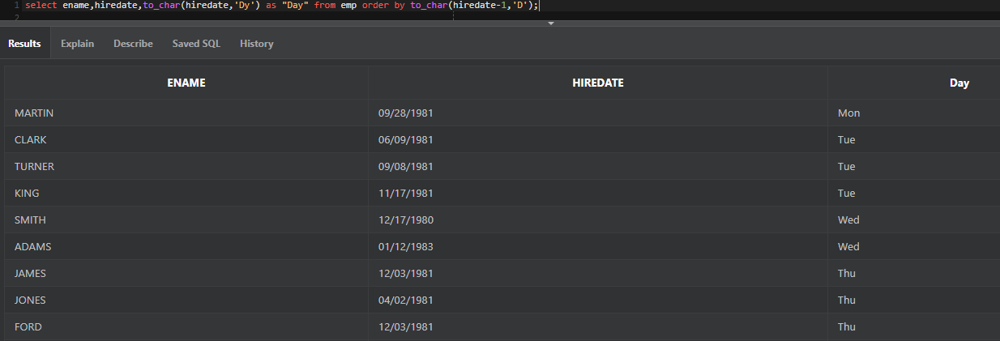 1 select ename,hiredate,to_char(hiredate,'Dy') as "Day" from emp order by to_char(hiredate-1,'D');
2
Results Explain Describe Saved SQL History
ENAME HIREDATE Day
MARTIN 09/28/1981 Mon
CLARK 06/09/1981 Tue
TURNER 09/08/1981 Tue
KING 11/17/1981 Tue
SMITH 12/17/1980 Wed
ADAMS 01/12/1983 Wed
JAMES 12/03/1981 Thu
JONES 04/02/1981 Thu
FORD 12/03/1981 Thu